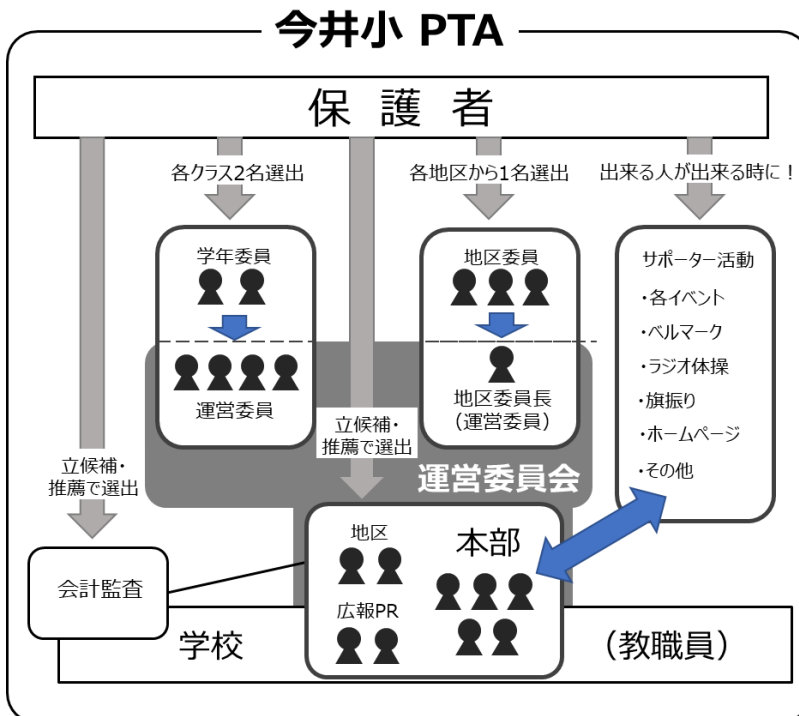 今井小 PTA
保 護 者
各クラス2名選出
各地区から1名選出
出来る人が出来る時に！
学年委員
運営委員
地区委員
地区委員長
（運営委員）
サポーター活動
・各イベント
・ベルマーク
・ラジオ体操
・旗振り
・ホームページ
・その他
立候補・
推薦で選出
立候補・
推薦で選出
運営委員会
会計監査
地区
広報PR
本部
学校
（教職員）